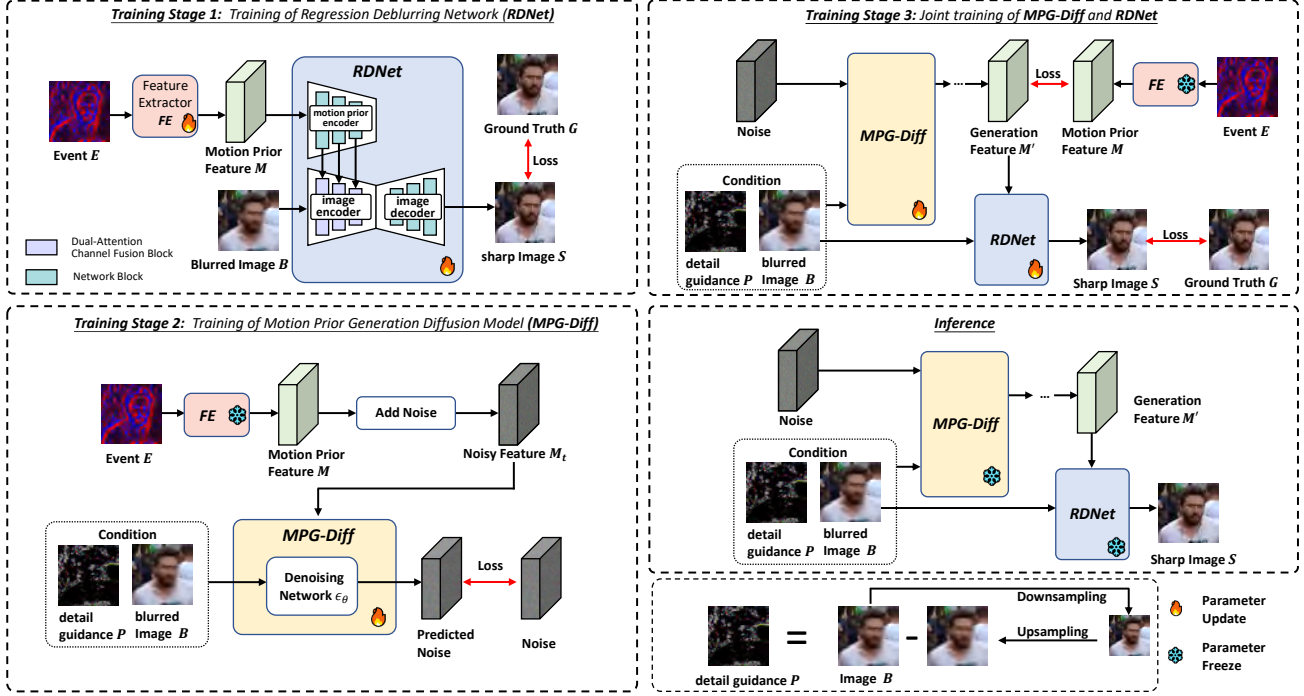 Training Stage 1: Training of Regression Deblurring Network (RDNet)
Event E
Feature
Extractor
FE
Motion Prior
Feature M
RDNet
motion prior
encoder
image
encoder
image
decoder
Blurred Image B
Ground Truth G
Loss
sharp Image S
Dual-Attention
Channel Fusion Block
Network Block
Training Stage 2: Training of Motion Prior Generation Diffusion Model (MPG-Diff)
Event E
FE
Motion Prior
Feature M
Add Noise
Noisy Feature Mₜ
Condition
detail
guidance P
blurred
Image B
MPG-Diff
Denoising
Network ϵθ
Predicted
Noise
Loss
Noise
Training Stage 3: Joint training of MPG-Diff and RDNet
Noise
MPG-Diff
...
Generation
Feature M′
Loss
Motion Prior
Feature M
FE
Event E
Condition
detail
guidance P
blurred
Image B
RDNet
Sharp Image S
Loss
Ground Truth G
Inference
Noise
MPG-Diff
...
Generation
Feature M′
Condition
detail
guidance P
blurred
Image B
RDNet
Sharp Image S
detail guidance P
=
Image B
-
Downsampling
Upsampling
Parameter
Update
Parameter
Freeze